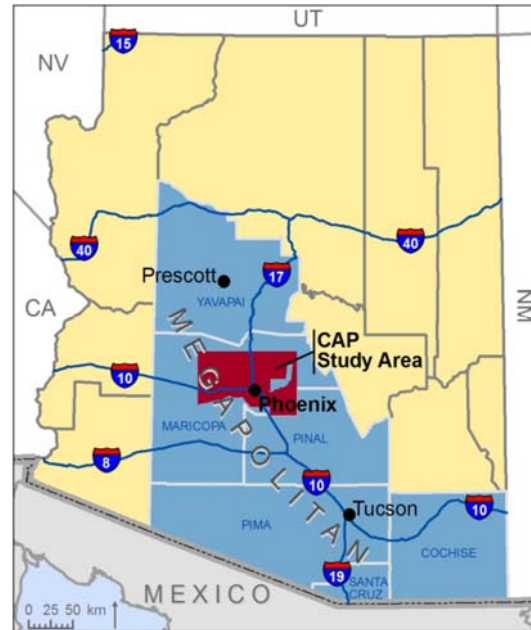 UT
15
NV
40
40
17
Prescott
YAVAPAI
CA
NM
CAP
Study Area
10
Phoenix
MEGAPOLITAN
MARICOPA
PINAL
8
10
10
Tucson
PIMA
COCHISE
19
SANTA
CRUZ
MEXICO
0 25 50 km